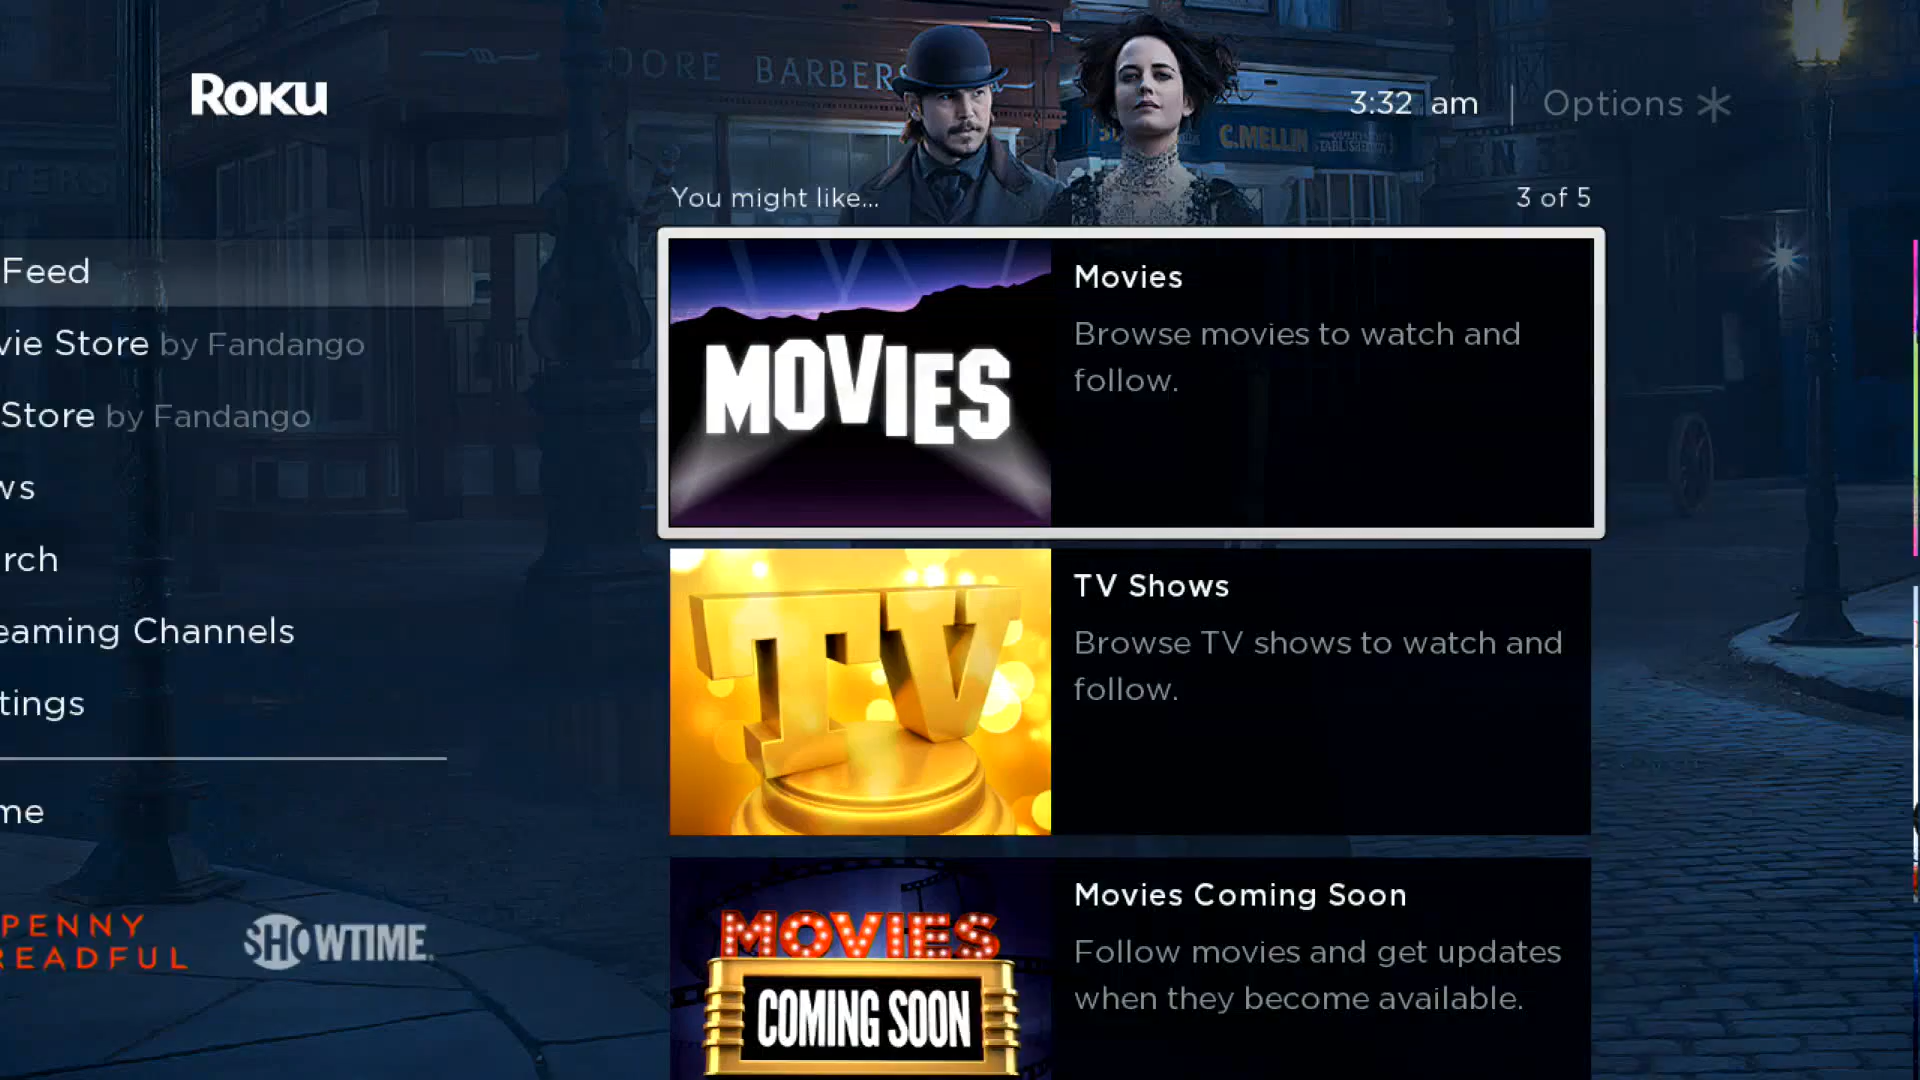 ROKU
3:32 am | Options
You might like...
3 of 5
Feed
vie Store by Fandango
Store by Fandango
ws
rch
eaming Channels
tings
me
PENNY
READFUL
SHOWTIME
Movies
Browse movies to watch and
follow.
MOVIES
TV Shows
Browse TV shows to watch and
follow.
TV
Movies Coming Soon
Follow movies and get updates
when they become available.
MOVIES
COMING SOON
OORE BARBERS
C.MELLIN